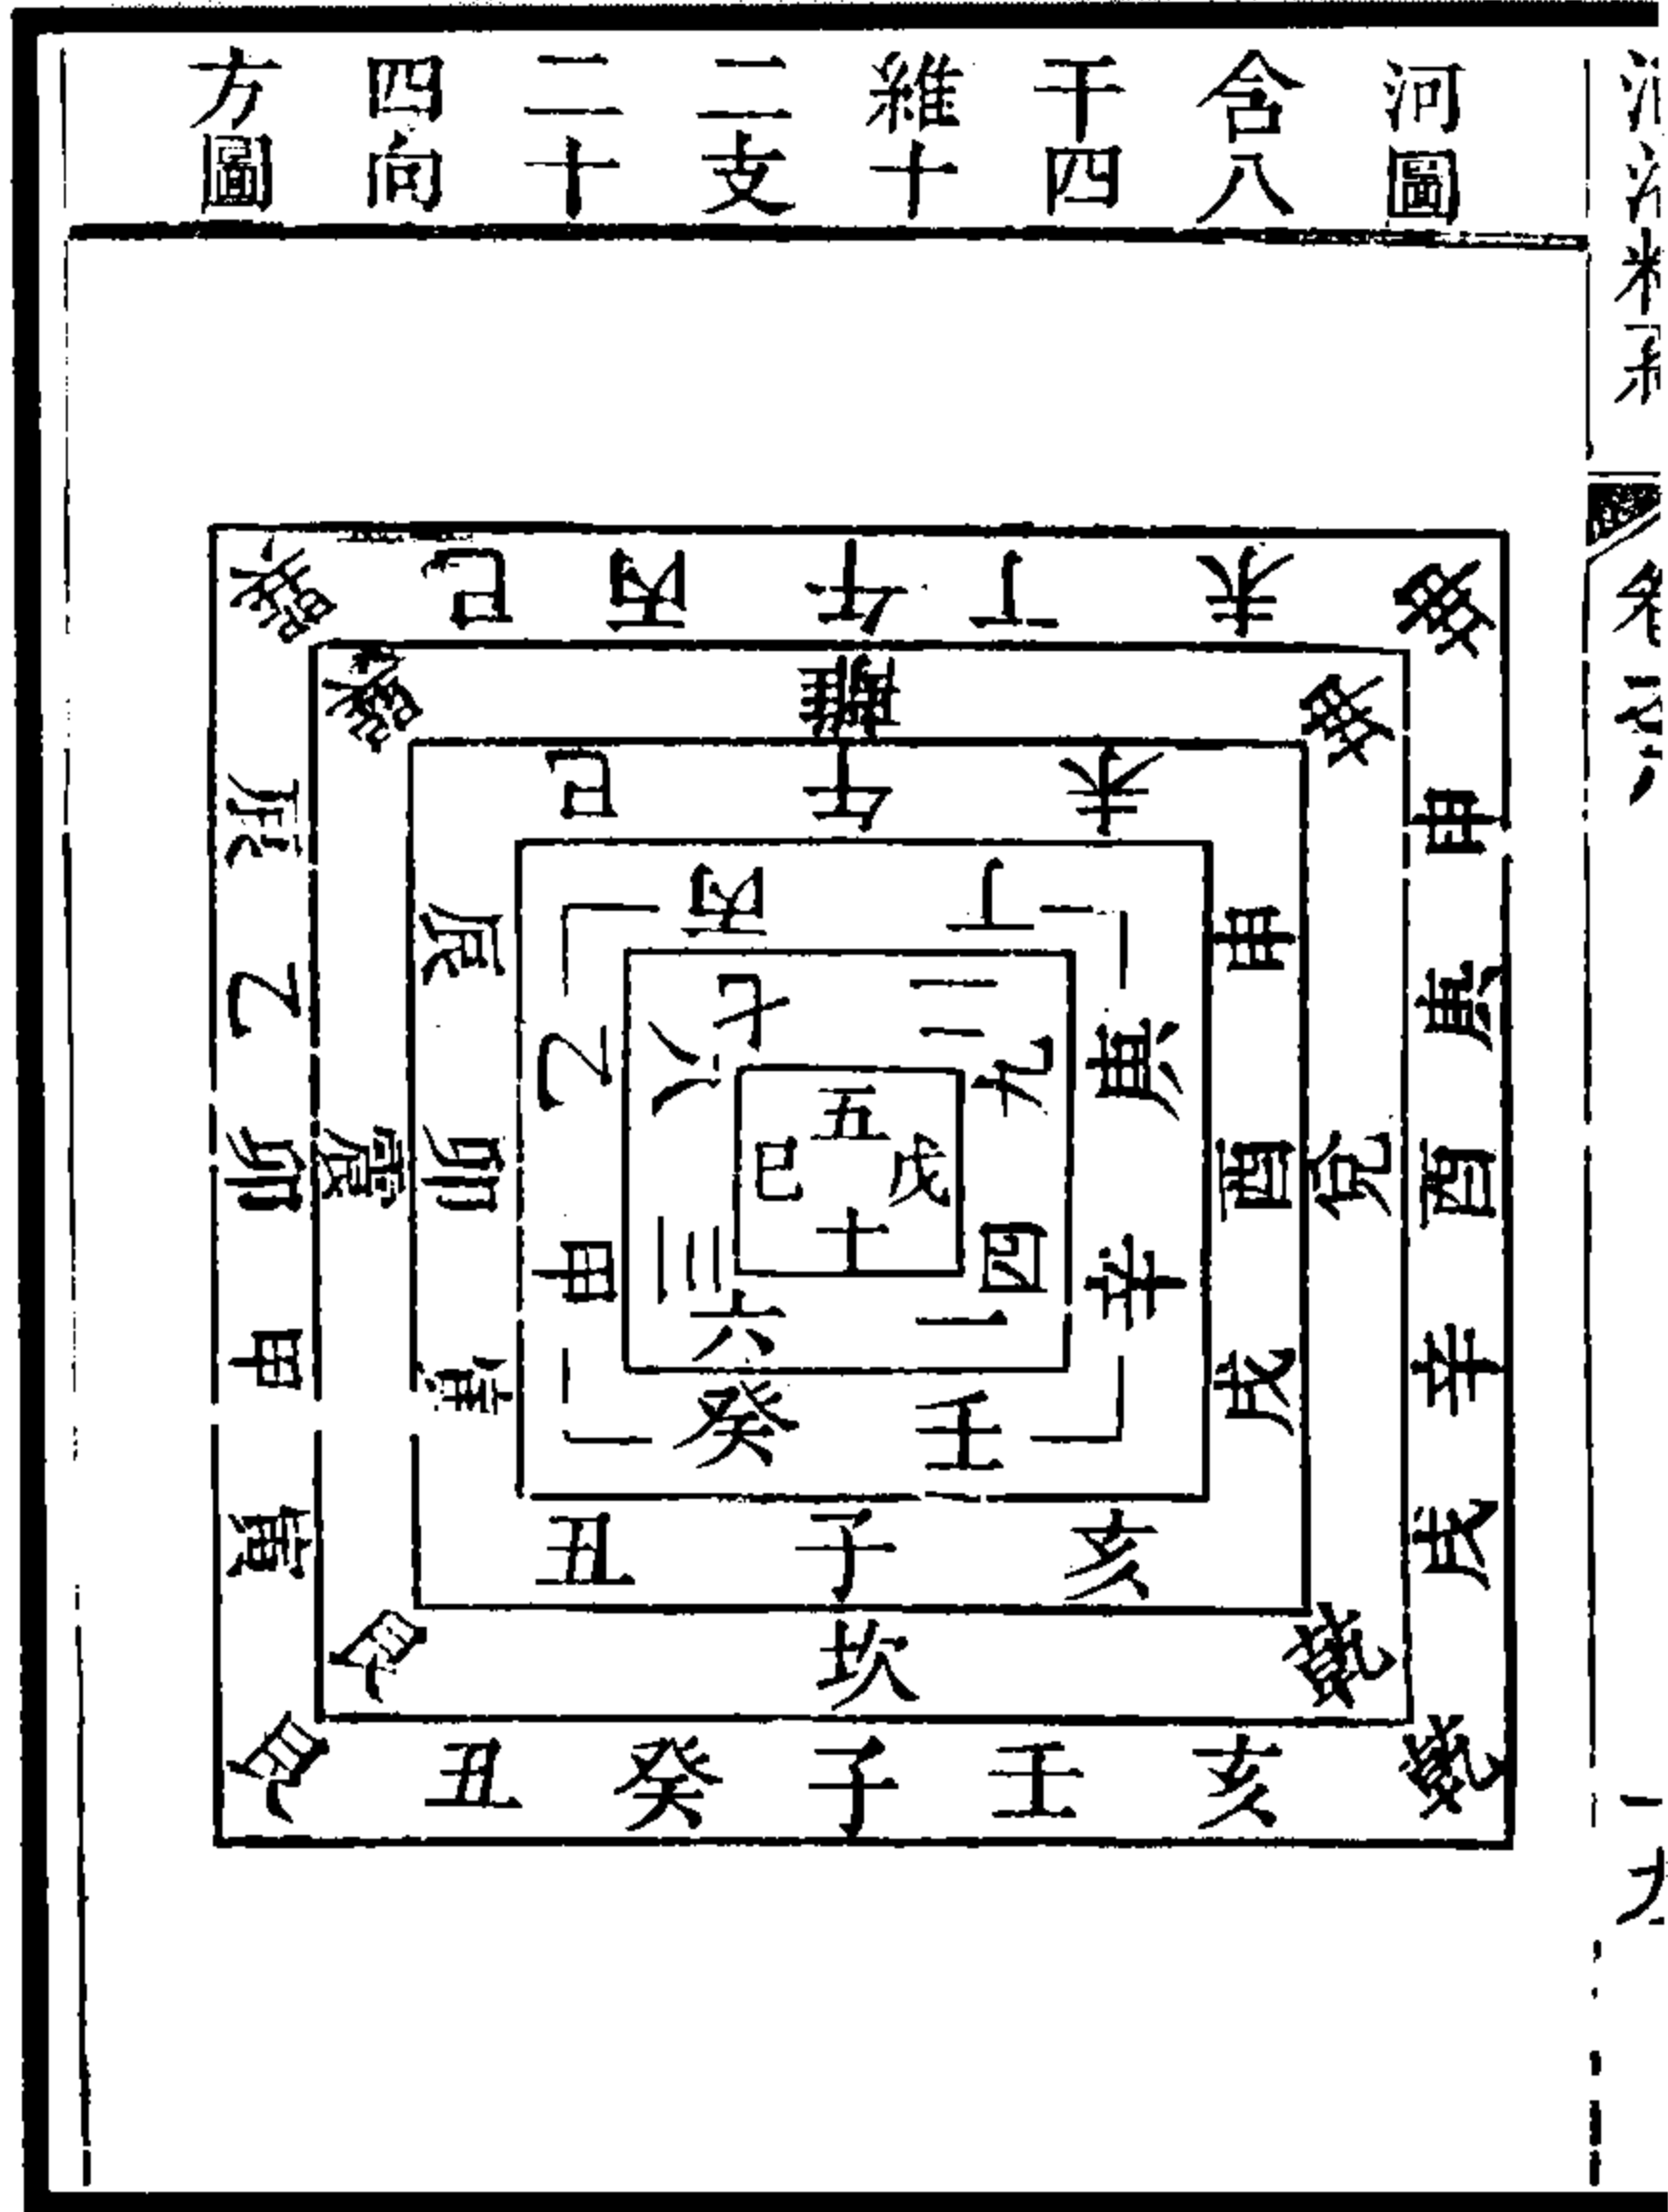 河圖
含八
干四
維十
二支
二十
四向
方圖
巽 巳 丙 午 丁 未 坤
申 庚 酉 辛 戌
乾 亥 壬 子 癸 丑 艮
寅 甲 卯 乙 辰
巽 離 坤
兌
乾 坎 艮
震
巳 午 未
申 酉 戌
亥 子 丑
寅 卯 辰
丙 丁
庚 辛
壬 癸
甲 乙
七 二
九 四
一 六
三 八
五
戊
十
己